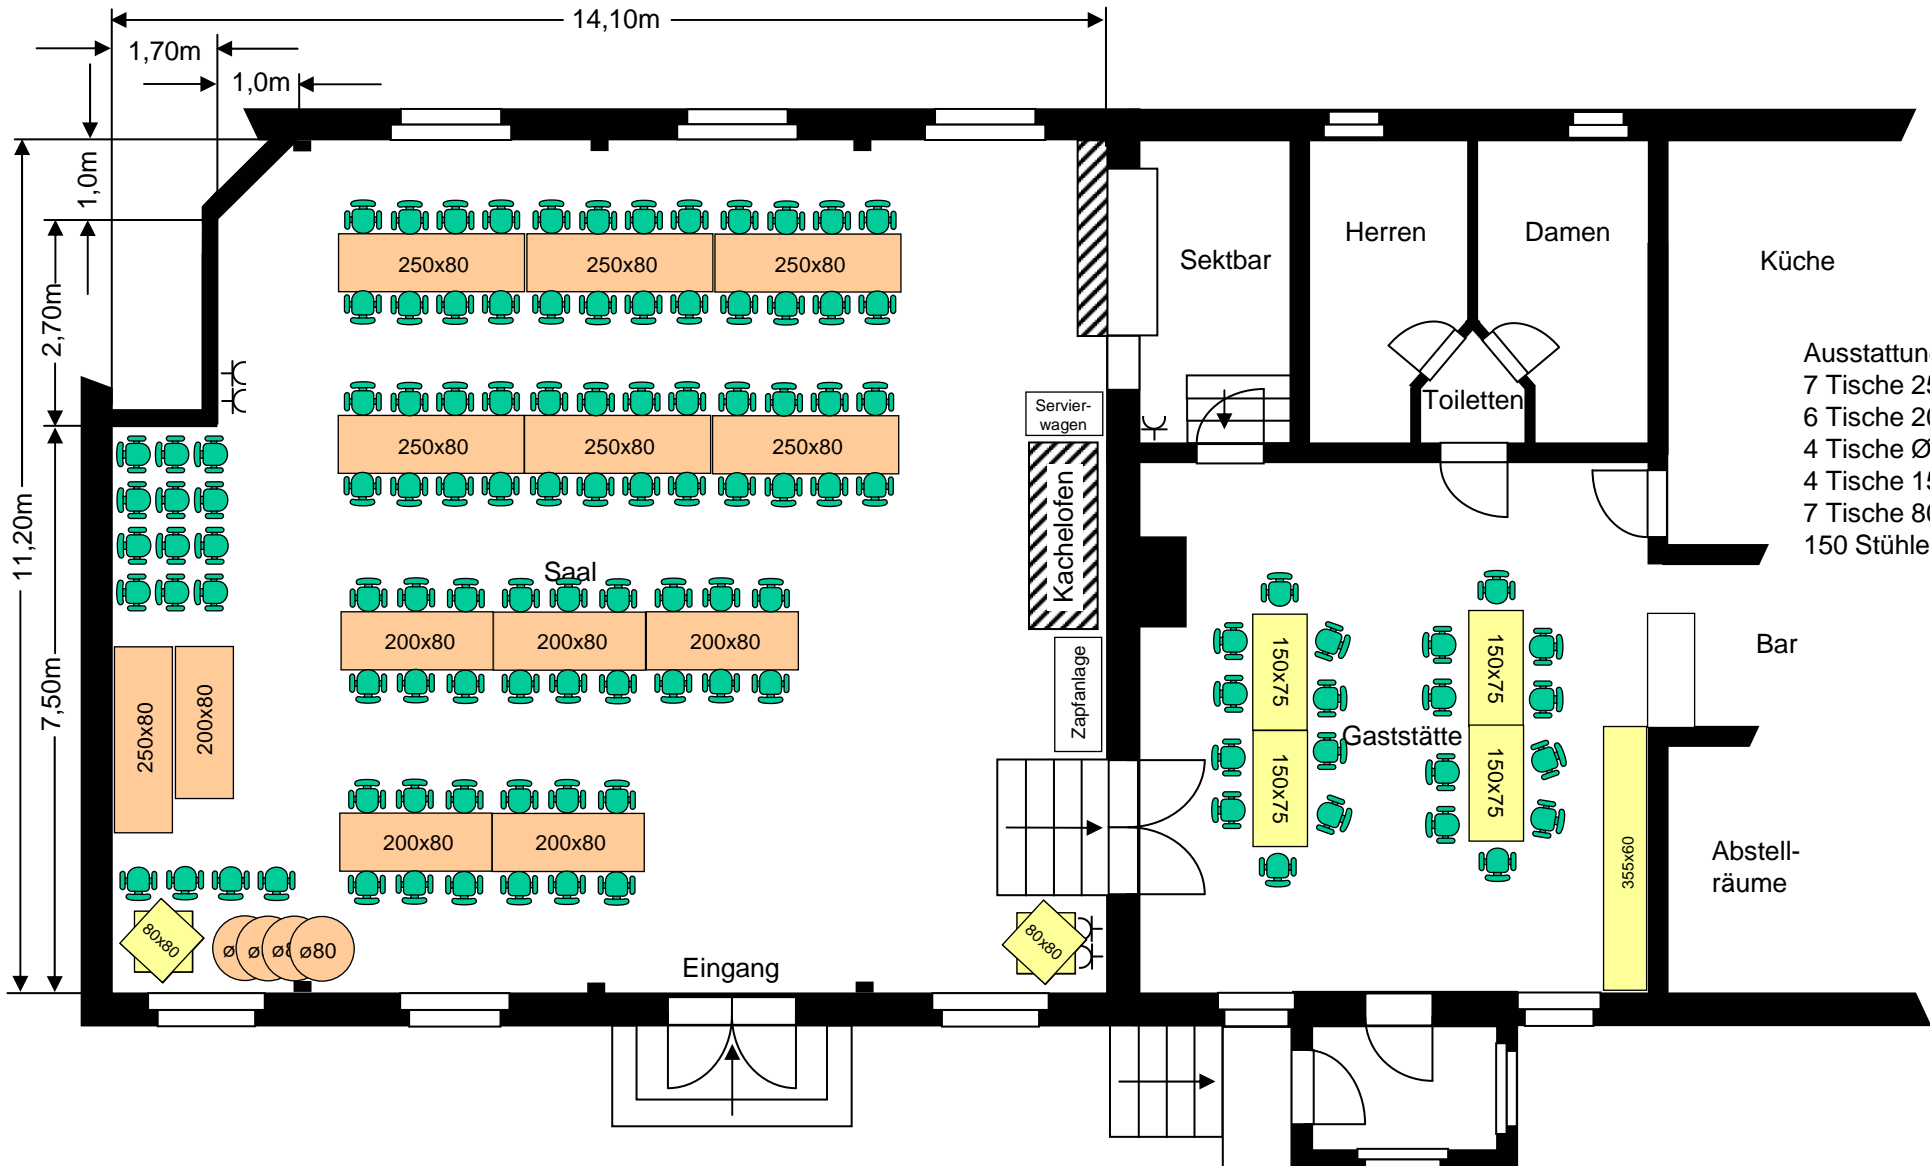 14,10m
1,70m
1,0m
1,0m
2,70m
11,20m
7,50m
250x80
250x80
250x80
250x80
250x80
250x80
Saal
200x80
200x80
200x80
200x80
200x80
250x80
200x80
80x80
ø
ø
ø8
ø80
Eingang
80x80
Servier-
wagen
Kachelofen
Zapfanlage
Sektbar
Herren
Damen
Toiletten
Küche
Ausstattung
7 Tische 25
6 Tische 20
4 Tische Ø
4 Tische 15
7 Tische 80
150 Stühle
150x75
150x75
Gaststätte
150x75
150x75
355x60
Bar
Abstell-
räume